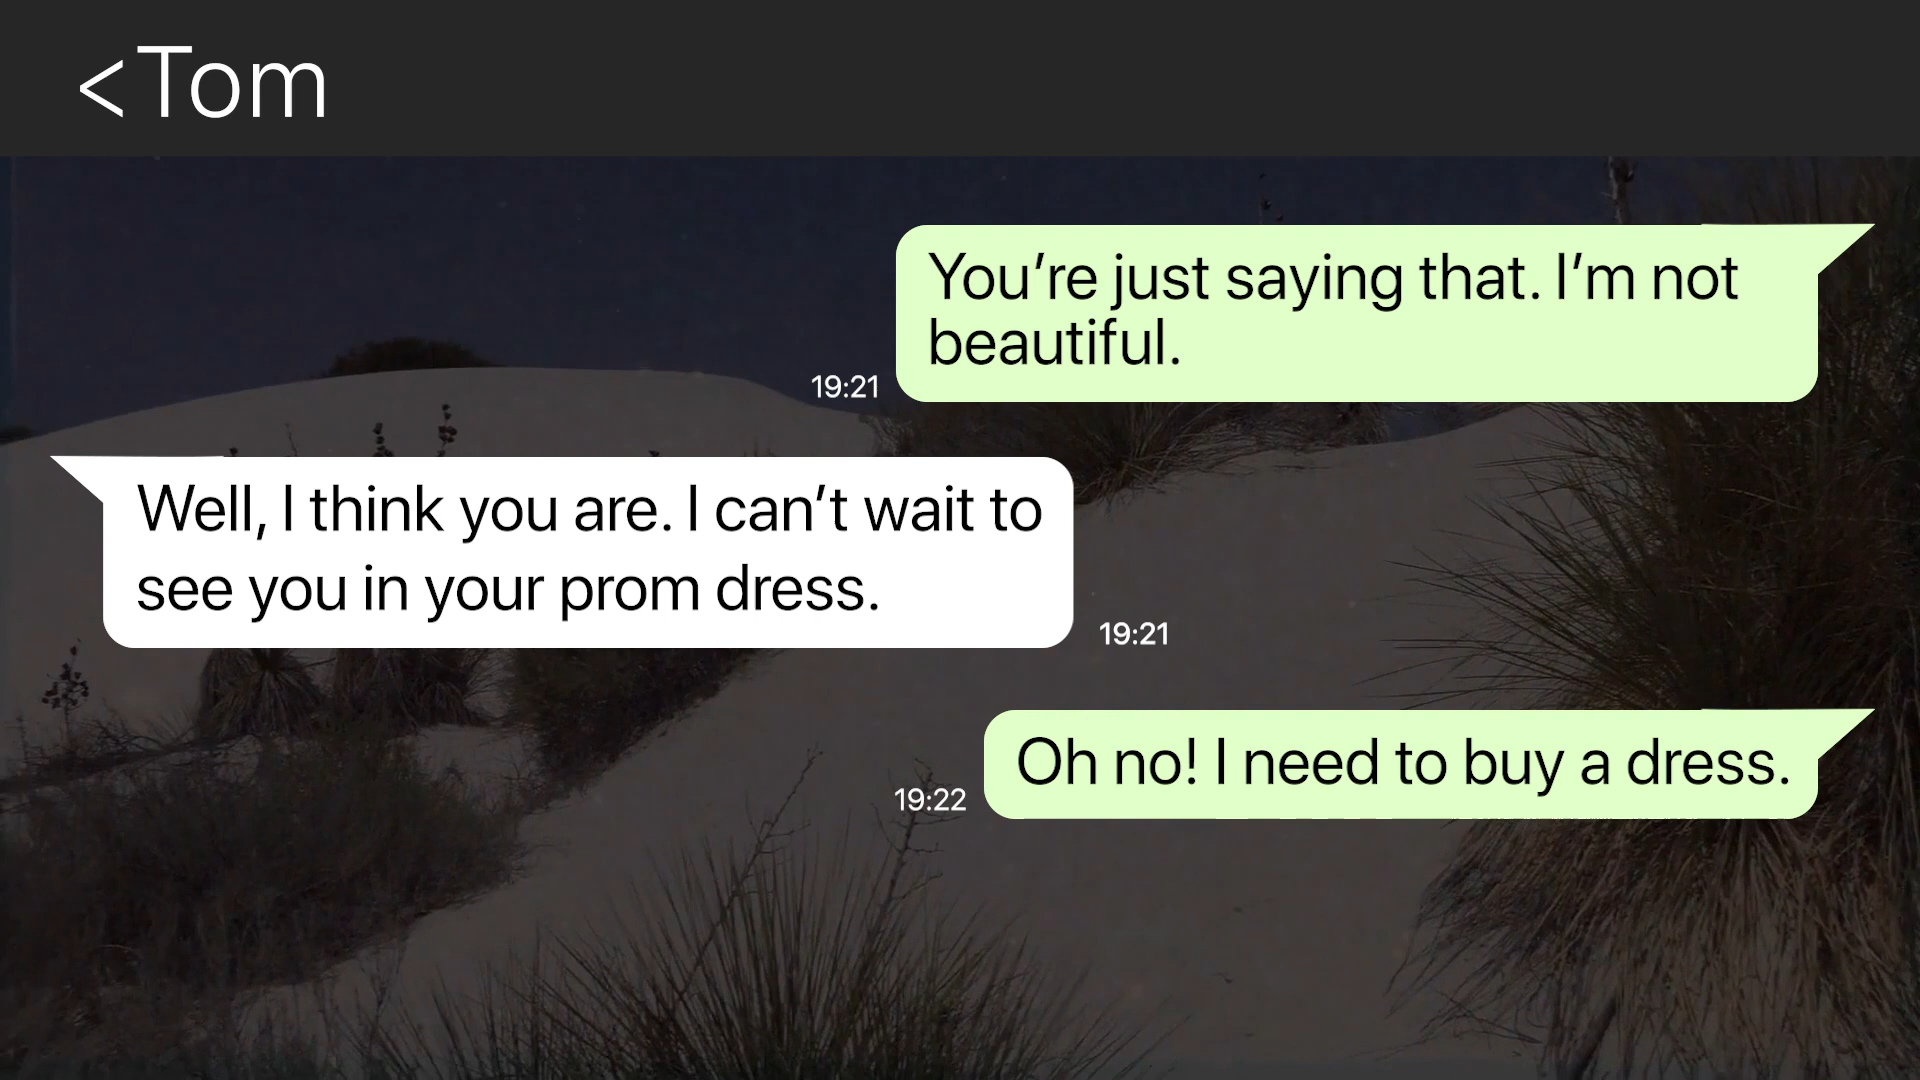 <Tom
You’re just saying that. I’m not
beautiful.
19:21
Well, I think you are. I can’t wait to
see you in your prom dress.
19:21
Oh no! I need to buy a dress.
19:22